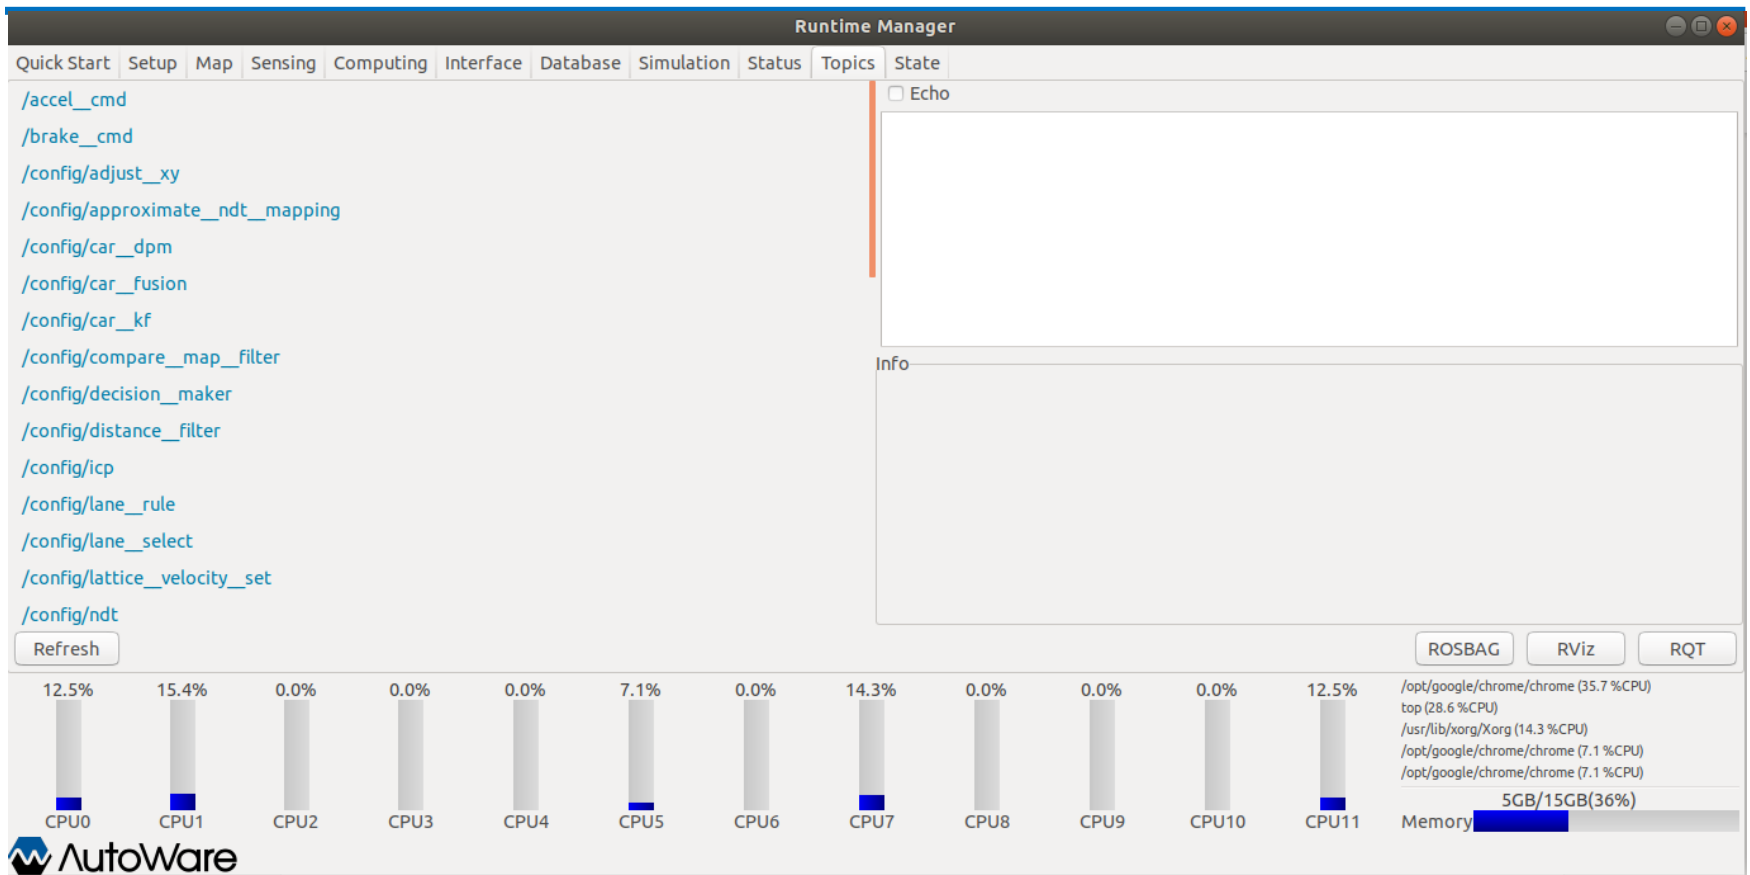 Runtime Manager
Quick Start Setup Map Sensing Computing Interface Database Simulation Status Topics State
/accel__cmd
/brake__cmd
/config/adjust__xy
/config/approximate__ndt__mapping
/config/car__dpm
/config/car__fusion
/config/car__kf
/config/compare__map__filter
/config/decision__maker
/config/distance__filter
/config/icp
/config/lane__rule
/config/lane__select
/config/lattice__velocity__set
/config/ndt
Echo
Info
Refresh
ROSBAG RViz RQT
12.5% 15.4% 0.0% 0.0% 0.0% 7.1% 0.0% 14.3% 0.0% 0.0% 0.0% 12.5%
CPU0 CPU1 CPU2 CPU3 CPU4 CPU5 CPU6 CPU7 CPU8 CPU9 CPU10 CPU11
/opt/google/chrome/chrome (35.7 %CPU)
top (28.6 %CPU)
/usr/lib/xorg/Xorg (14.3 %CPU)
/opt/google/chrome/chrome (7.1 %CPU)
/opt/google/chrome/chrome (7.1 %CPU)
5GB/15GB(36%)
Memory
AutoWare